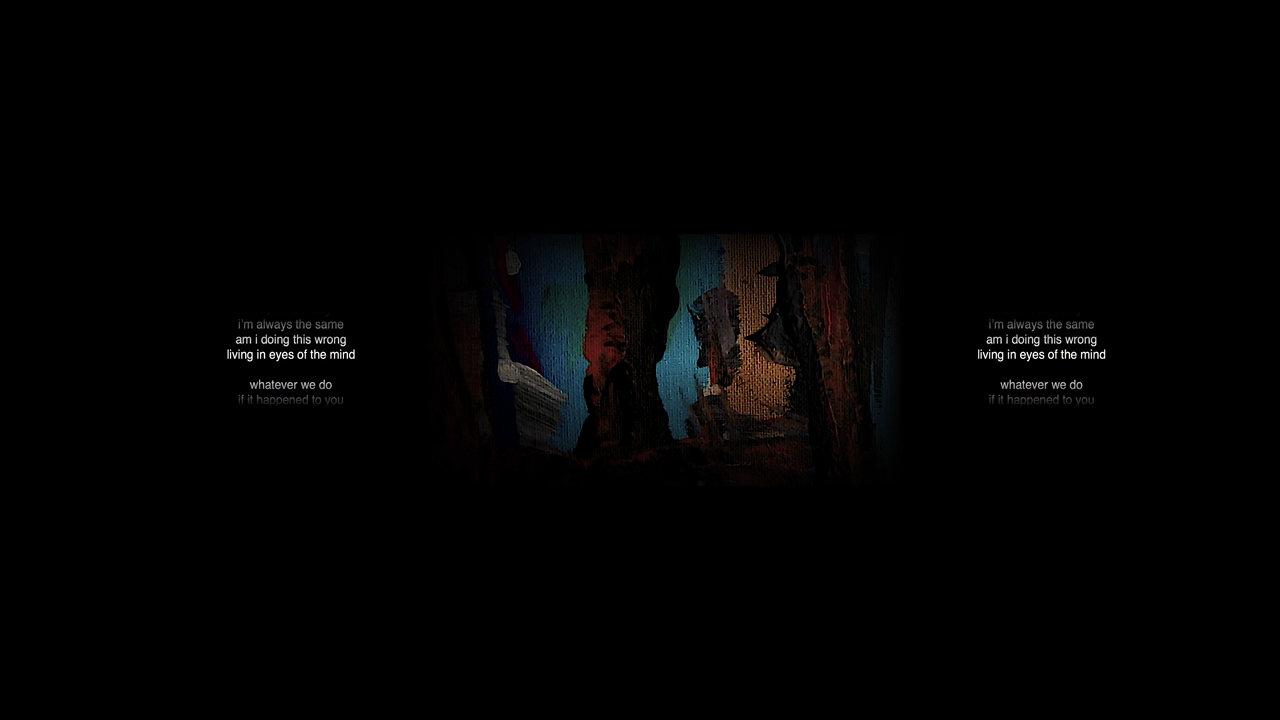 i'm always the same
am i doing this wrong
living in eyes of the mind
whatever we do
if it happened to you
i'm always the same
am i doing this wrong
living in eyes of the mind
whatever we do
if it happened to you